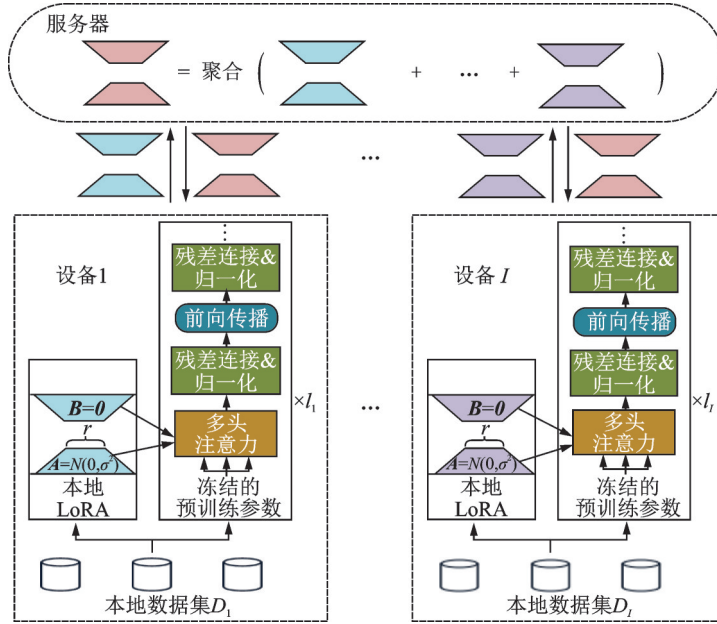 服务器
= 聚合 ( + ... + )
...
设备1
⋮
残差连接&
归一化
前向传播
残差连接&
归一化
B=0
r
A=N(0,σ²)
多头
注意力
×l₁
本地
LoRA
冻结的
预训练参数
本地数据集D₁
...
设备 I
⋮
残差连接&
归一化
前向传播
残差连接&
归一化
B=0
r
A=N(0,σ²)
多头
注意力
×l_I
本地
LoRA
冻结的
预训练参数
本地数据集D_I